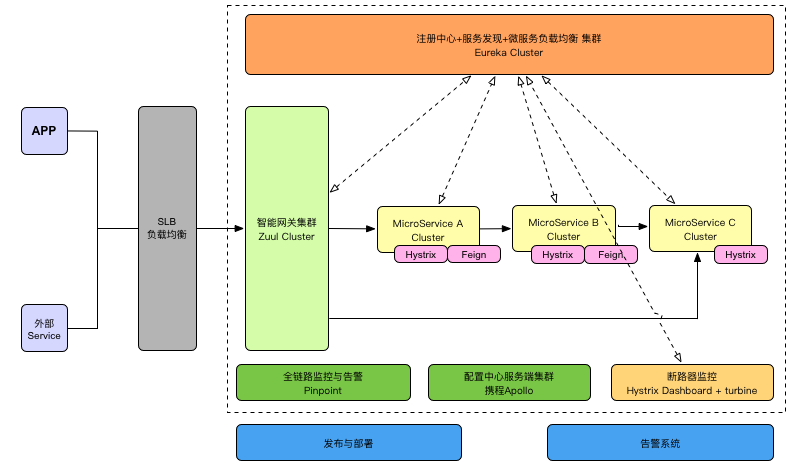 注册中心+服务发现+微服务负载均衡 集群
Eureka Cluster
APP
SLB
负载均衡
外部
Service
智能网关集群
Zuul Cluster
MicroService A
Cluster
Hystrix
Feign
MicroService B
Cluster
Hystrix
Feign
MicroService C
Cluster
Hystrix
全链路监控与告警
Pinpoint
配置中心服务端集群
携程Apollo
断路器监控
Hystrix Dashboard + turbine
发布与部署
告警系统